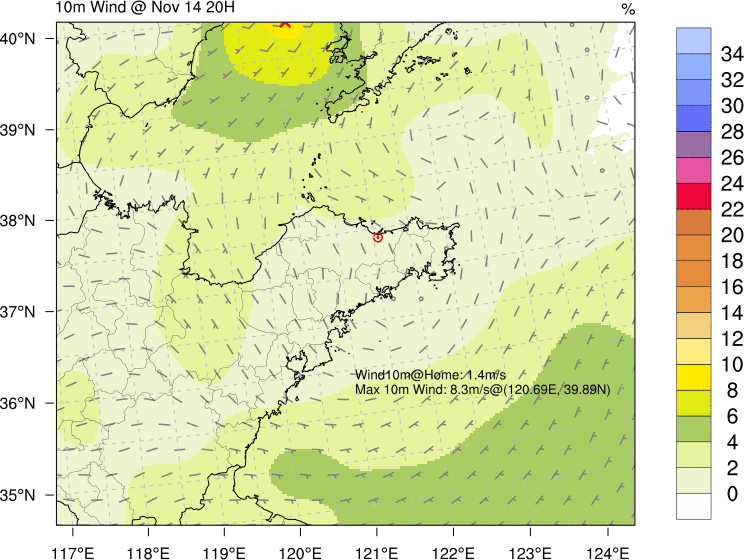 10m Wind @ Nov 14 20H
%
40°N
39°N
38°N
37°N
36°N
35°N
117°E
118°E
119°E
120°E
121°E
122°E
123°E
124°E
Wind10m@Home: 1.4m/s
Max 10m Wind: 8.3m/s@(120.69E, 39.89N)
34
32
30
28
26
24
22
20
18
16
14
12
10
8
6
4
2
0